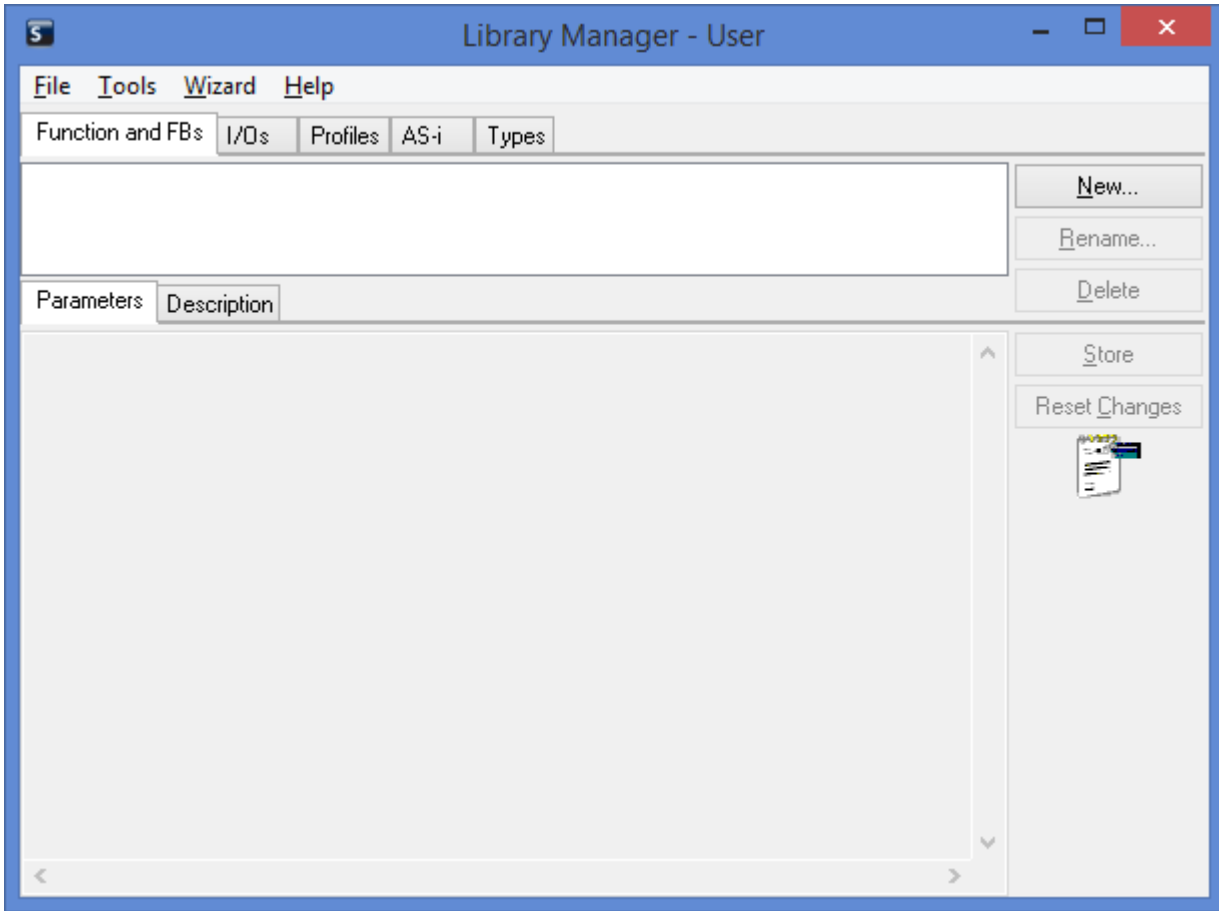 S
Library Manager - User
File Tools Wizard Help
Function and FBs I/Os Profiles AS-i Types
New...
Rename...
Delete
Parameters Description
Store
Reset Changes